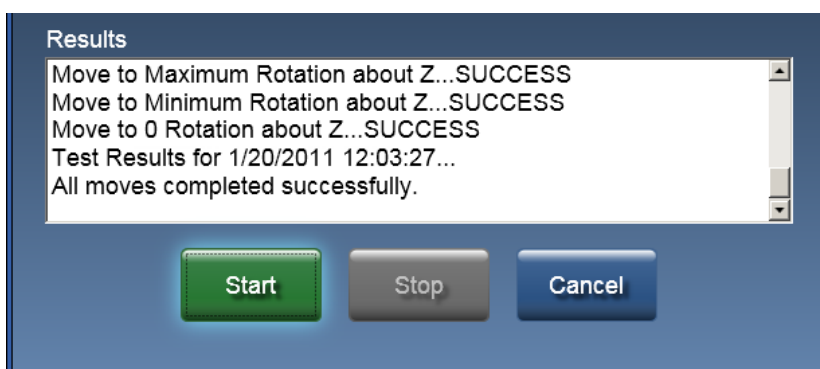 Results
Move to Maximum Rotation about Z...SUCCESS
Move to Minimum Rotation about Z...SUCCESS
Move to 0 Rotation about Z...SUCCESS
Test Results for 1/20/2011 12:03:27...
All moves completed successfully.
Start Stop Cancel